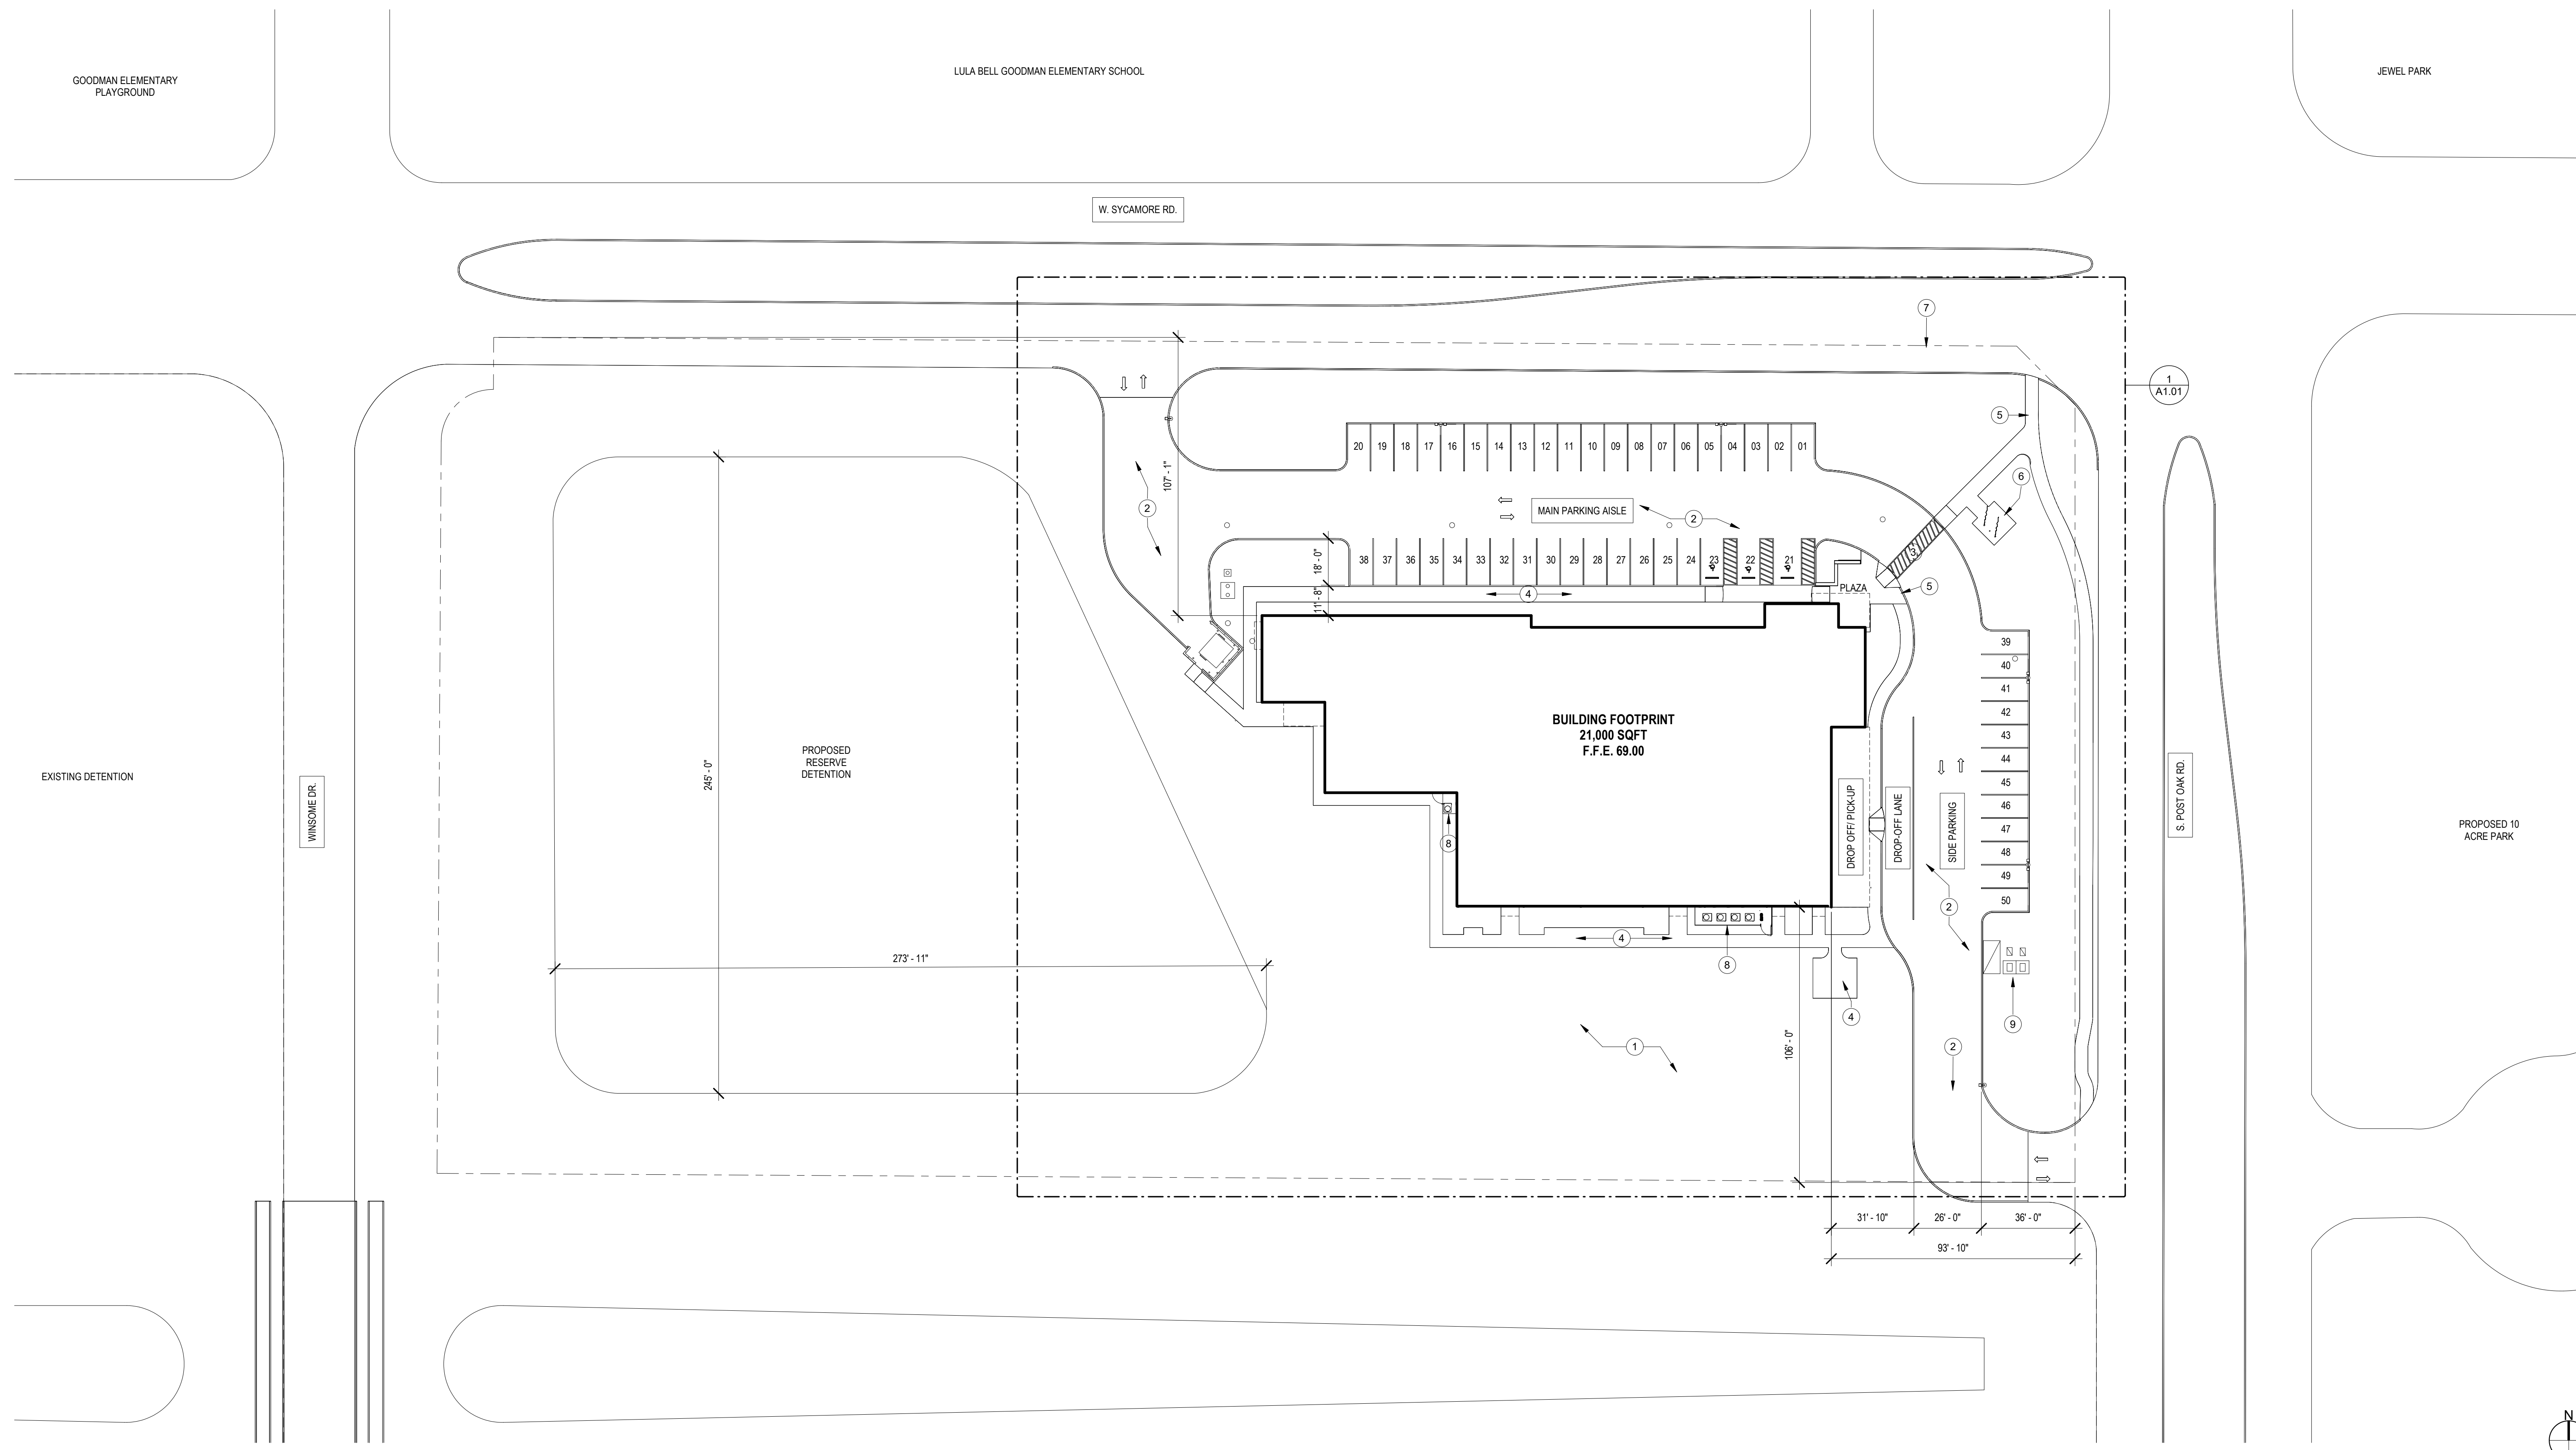 GOODMAN ELEMENTARY
PLAYGROUND
LULA BELL GOODMAN ELEMENTARY SCHOOL
JEWEL PARK
W. SYCAMORE RD.
7
1
A1.01
5
20 19 18 17 16 15 14 13 12 11 10 09 08 07 06 05 04 03 02 01
107' - 1"
2
MAIN PARKING AISLE
2
6
3
18' - 0"
38 37 36 35 34 33 32 31 30 29 28 27 26 25 24 23 22 21
11' - 8"
4
PLAZA
5
39
40
41
42
43
44
45
46
47
48
49
50
BUILDING FOOTPRINT
21,000 SQFT
F.F.E. 69.00
PROPOSED
RESERVE
DETENTION
245' - 0"
273' - 11"
EXISTING DETENTION
WINSOME DR.
DROP OFF/ PICK-UP
DROP-OFF LANE
SIDE PARKING
S. POST OAK RD.
PROPOSED 10
ACRE PARK
8
2
4
8
4
9
1
106' - 0"
2
31' - 10"
26' - 0"
36' - 0"
93' - 10"
N